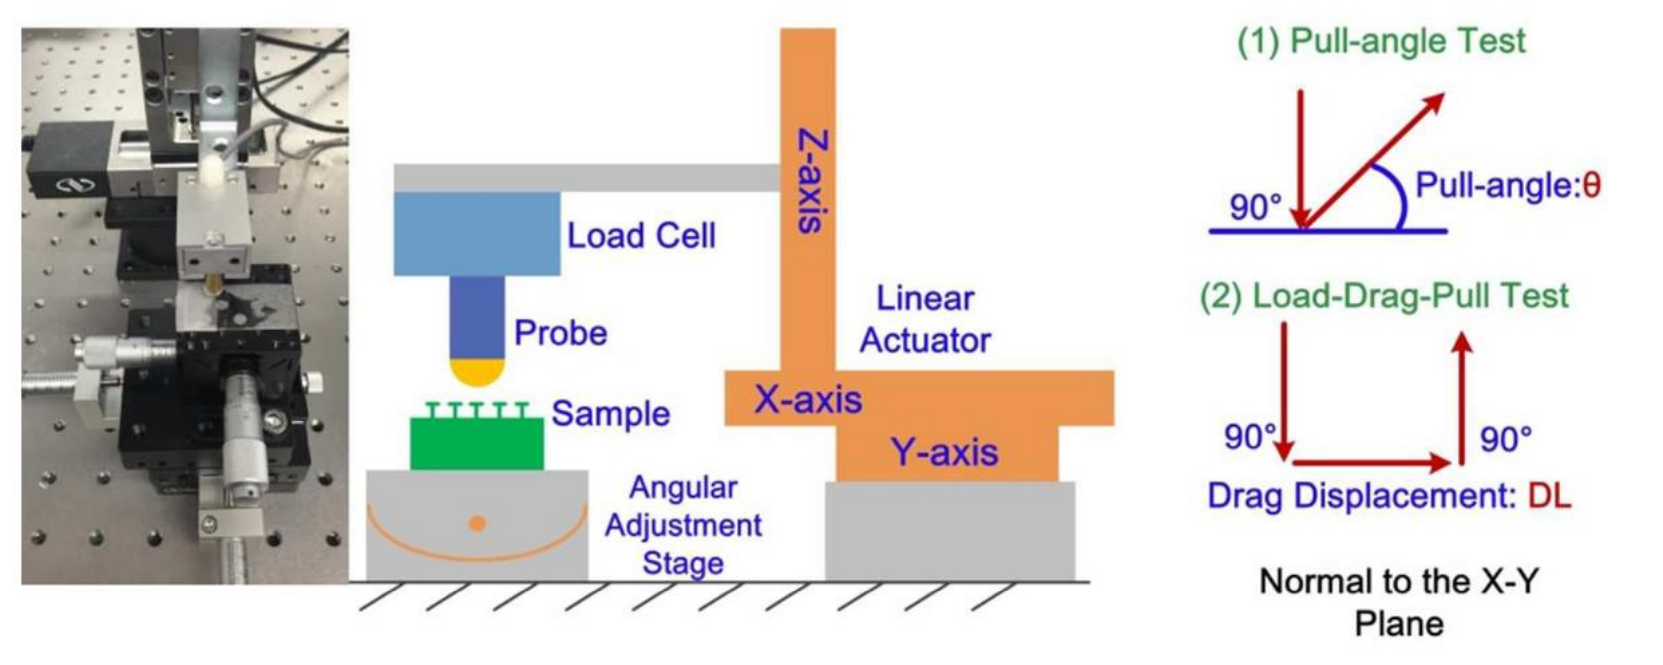 Z-axis
Load Cell
Probe
Linear
Actuator
X-axis
Sample
Y-axis
Angular
Adjustment
Stage
(1) Pull-angle Test
90°
Pull-angle:θ
(2) Load-Drag-Pull Test
90°
90°
Drag Displacement: DL
Normal to the X-Y
Plane